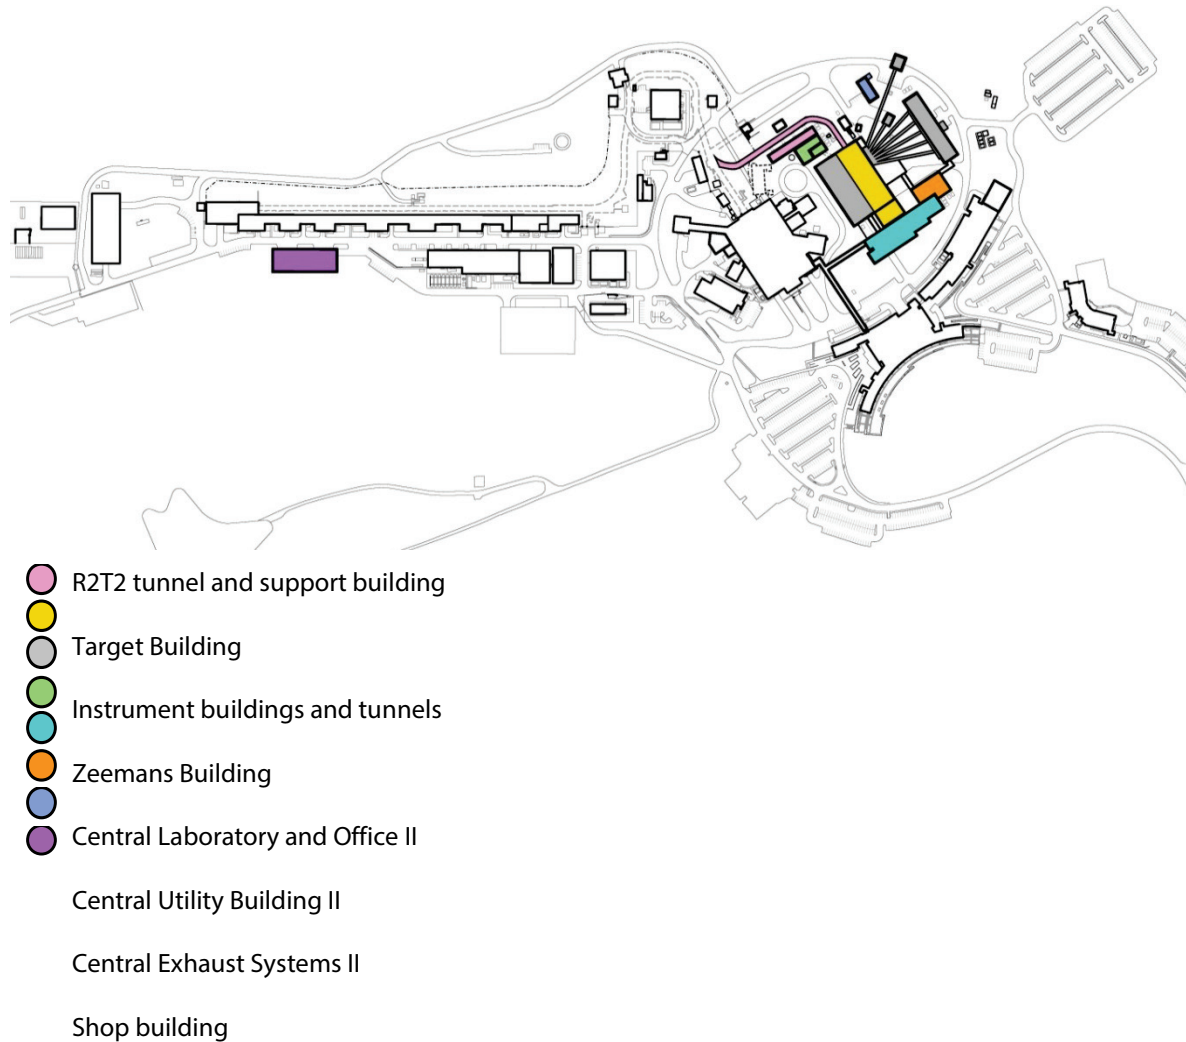 R2T2 tunnel and support building
Target Building
Instrument buildings and tunnels
Zeemans Building
Central Laboratory and Office II
Central Utility Building II
Central Exhaust Systems II
Shop building